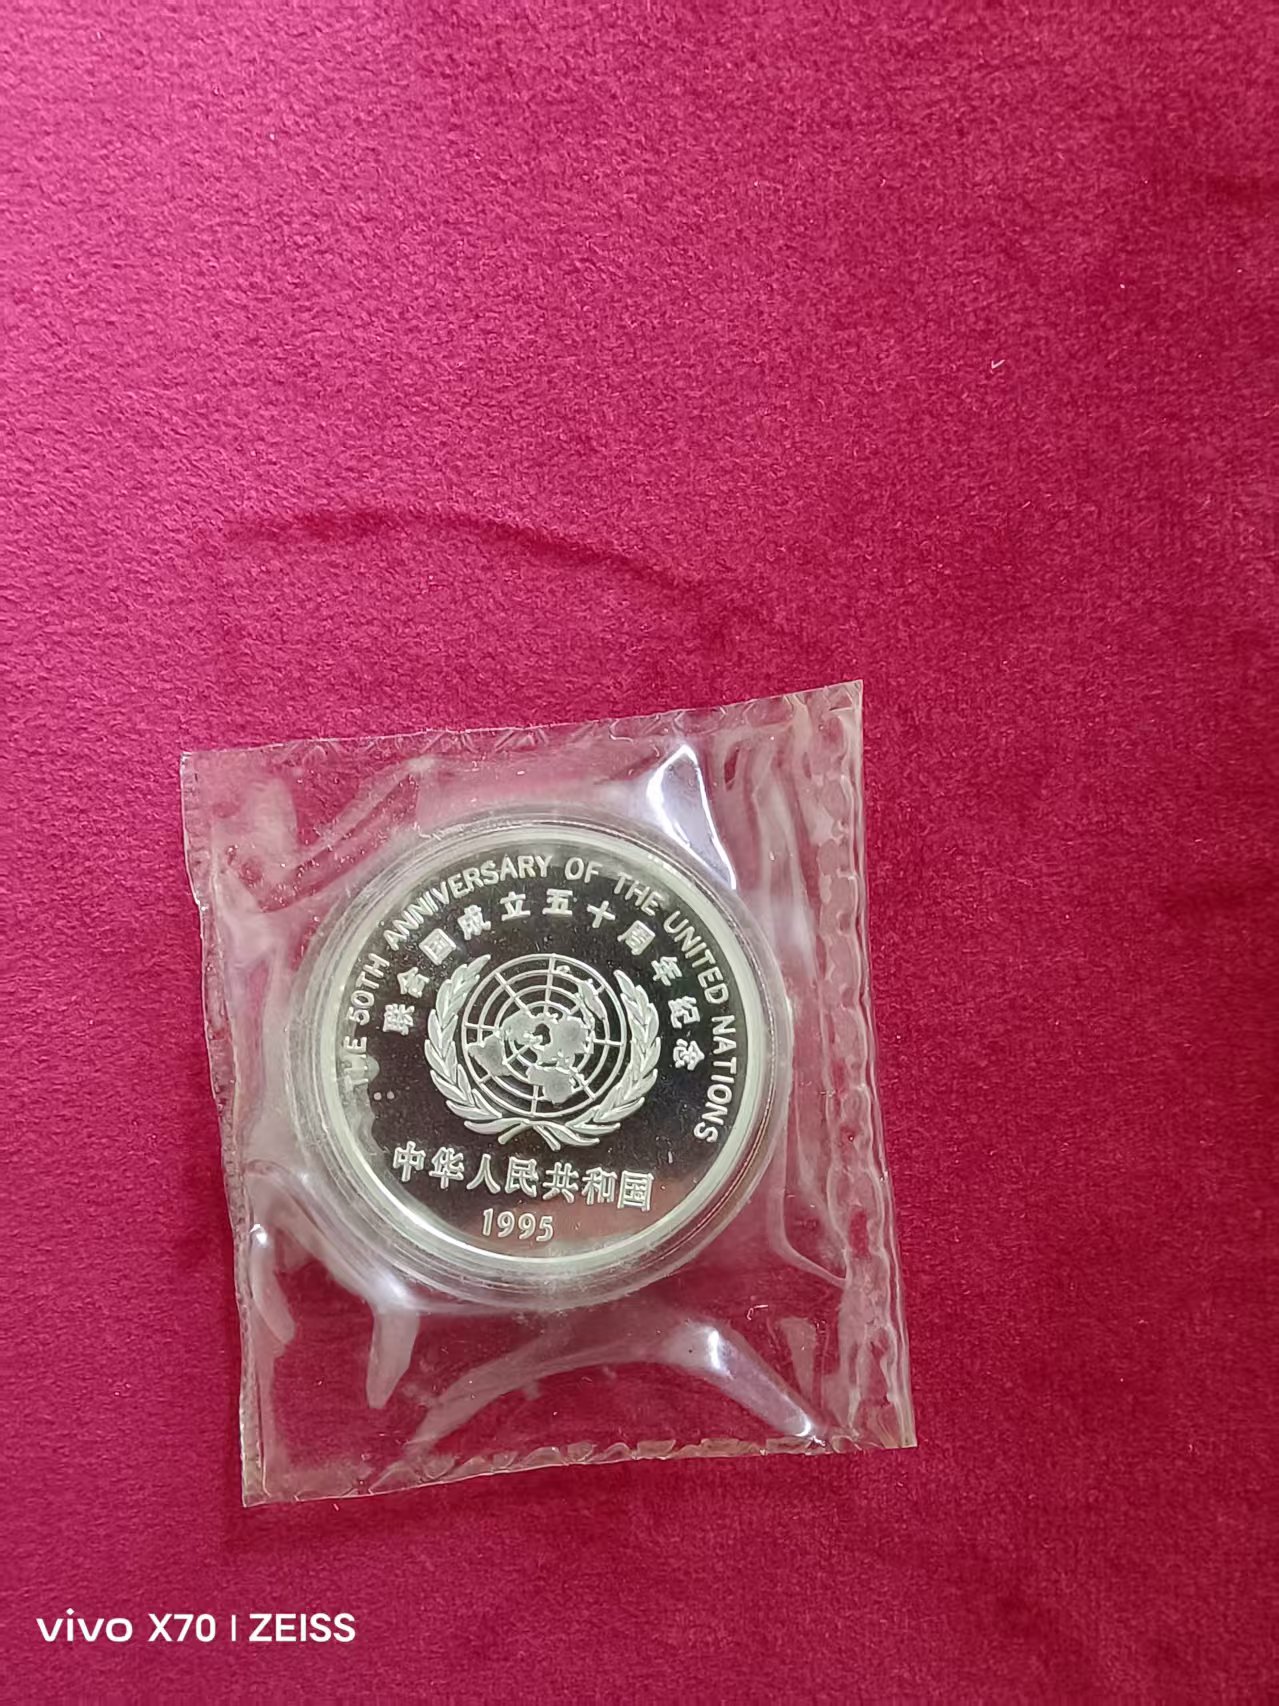 THE 50TH ANNIVERSARY OF THE UNITED NATIONS
联合国成立五十周年纪念
中华人民共和国
1995
vivo X70 | ZEISS